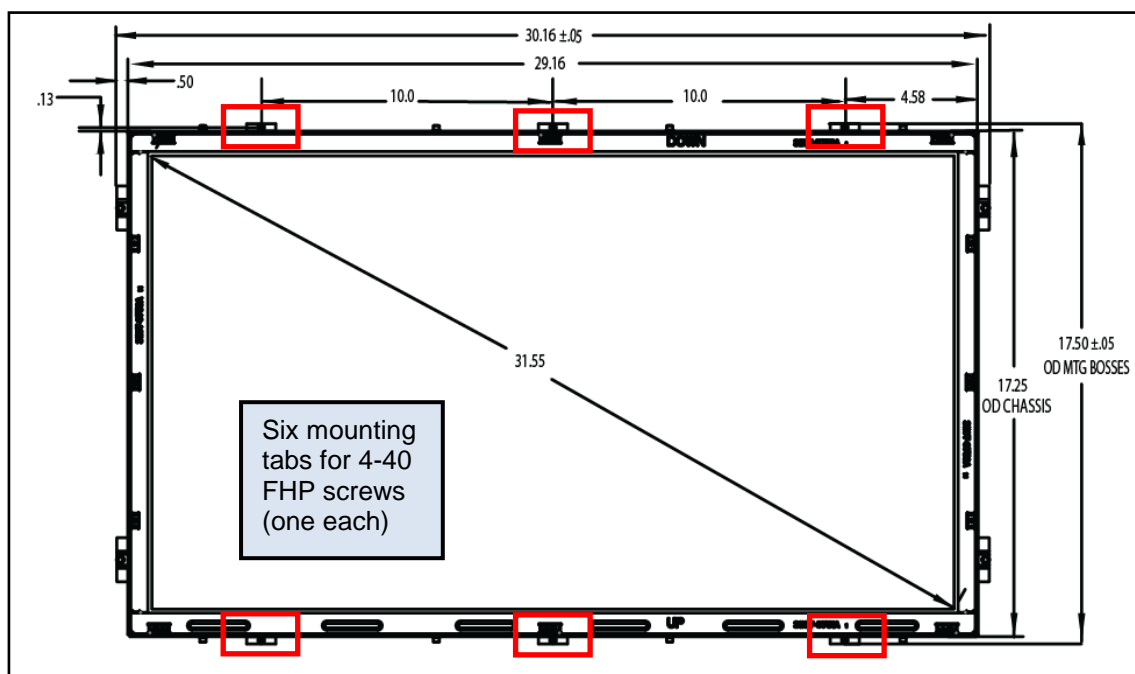 30.16 ±.05
29.16
.50
.13
10.0
10.0
4.58
DOWN
31.55
17.50 ±.05
OD MTG BOSSES
17.25
OD CHASSIS
Six mounting
tabs for 4-40
FHP screws
(one each)
UP